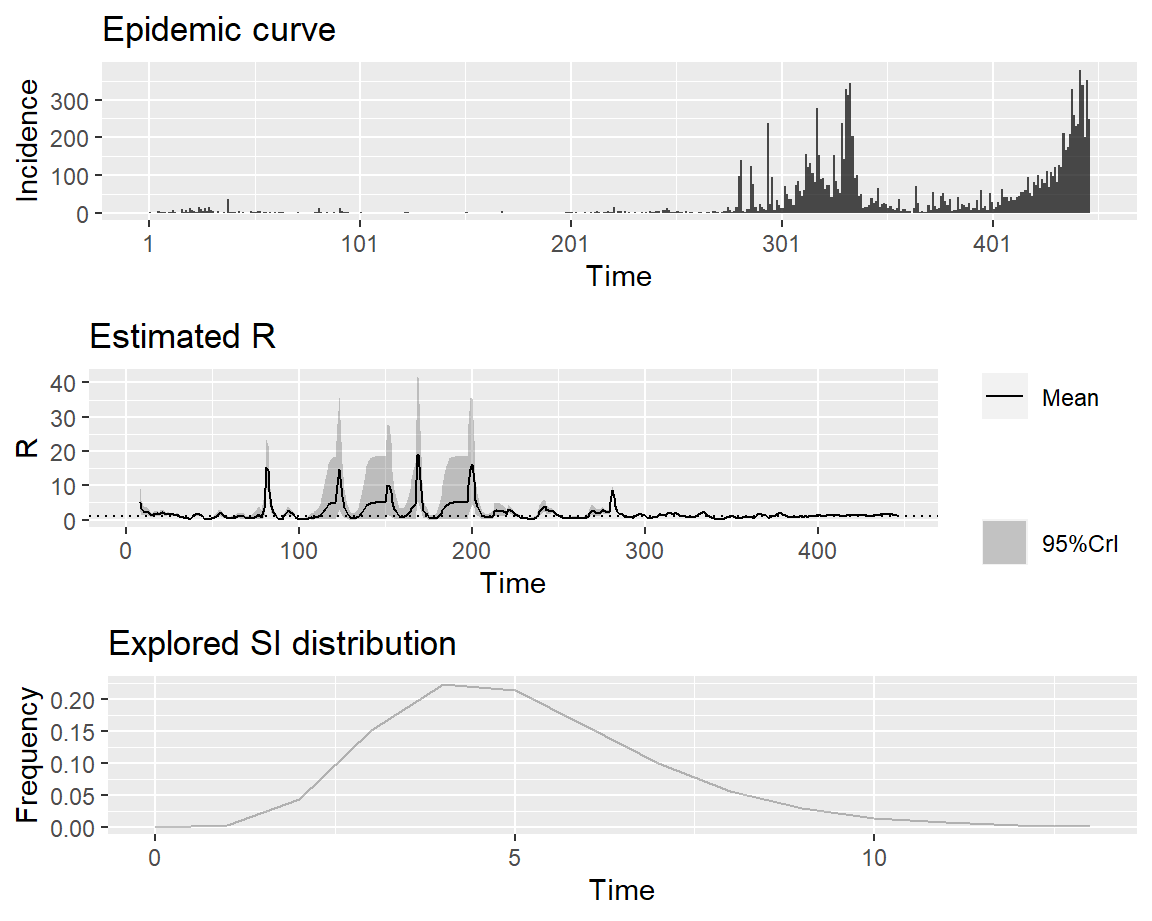 Epidemic curve
Incidence
300
200
100
0
1 101 201 301 401
Time
Estimated R
R
40
30
20
10
0
0 100 200 300 400
Time
Mean
95%CrI
Explored SI distribution
Frequency
0.20
0.15
0.10
0.05
0.00
0 5 10
Time